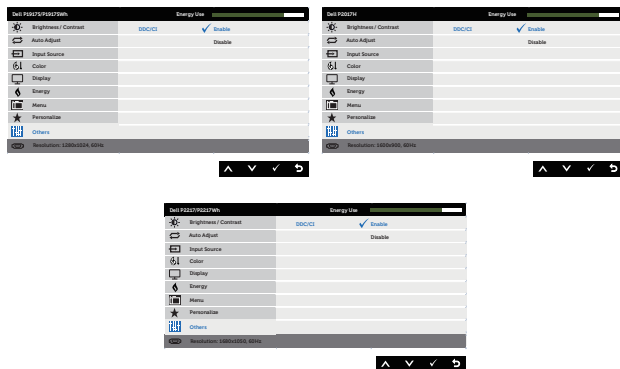 Dell P1917S/P1917SWh Energy Use
Brightness / Contrast DDC/CI Enable
Auto Adjust Disable
Input Source
Color
Display
Energy
Menu
Personalize
Others
Resolution: 1280x1024, 60Hz
Dell P2017H Energy Use
Brightness / Contrast DDC/CI Enable
Auto Adjust Disable
Input Source
Color
Display
Energy
Menu
Personalize
Others
Resolution: 1600x900, 60Hz
Dell P2217/P2217Wh Energy Use
Brightness / Contrast DDC/CI Enable
Auto Adjust Disable
Input Source
Color
Display
Energy
Menu
Personalize
Others
Resolution: 1680x1050, 60Hz